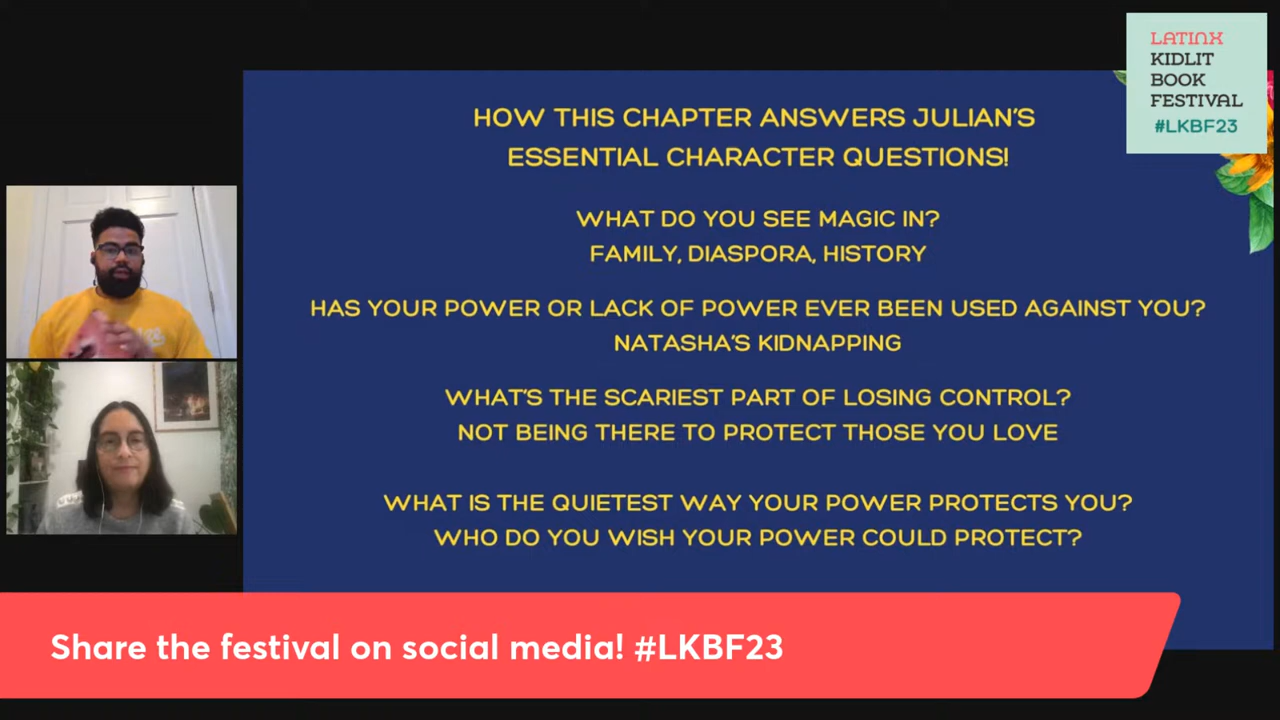 LATINX
KIDLIT
BOOK
FESTIVAL
#LKBF23
HOW THIS CHAPTER ANSWERS JULIAN'S
ESSENTIAL CHARACTER QUESTIONS!
WHAT DO YOU SEE MAGIC IN?
FAMILY, DIASPORA, HISTORY
HAS YOUR POWER OR LACK OF POWER EVER BEEN USED AGAINST YOU?
NATASHA'S KIDNAPPING
WHAT'S THE SCARIEST PART OF LOSING CONTROL?
NOT BEING THERE TO PROTECT THOSE YOU LOVE
WHAT IS THE QUIETEST WAY YOUR POWER PROTECTS YOU?
WHO DO YOU WISH YOUR POWER COULD PROTECT?
Share the festival on social media! #LKBF23